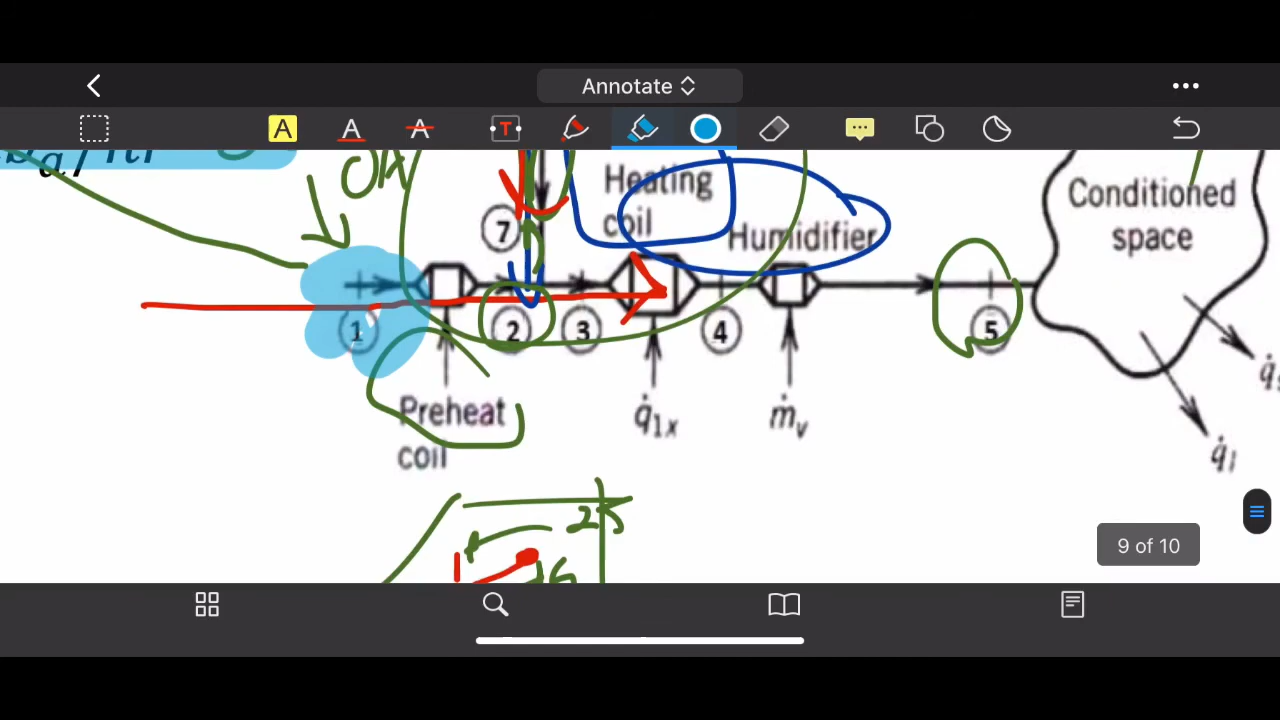 Annotate
A A A T
OK
Heating
coil
Humidifier
Conditioned
space
7
1
2
3
4
5
Preheat
coil
q̇1x
ṁv
q̇s
q̇l
9 of 10